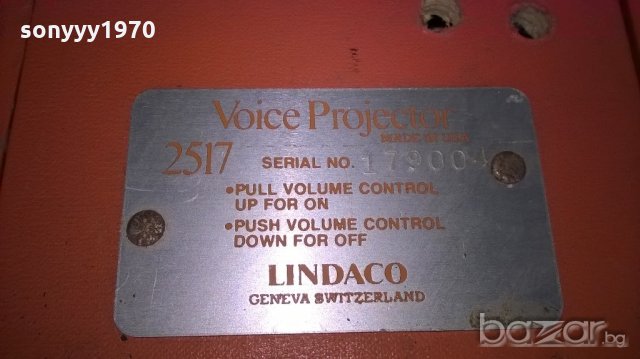 sonyyy1970
Voice Projector
MADE IN USA
2517 SERIAL NO. 179004
•PULL VOLUME CONTROL
UP FOR ON
•PUSH VOLUME CONTROL
DOWN FOR OFF
LINDACO
GENEVA SWITZERLAND
bazar.bg